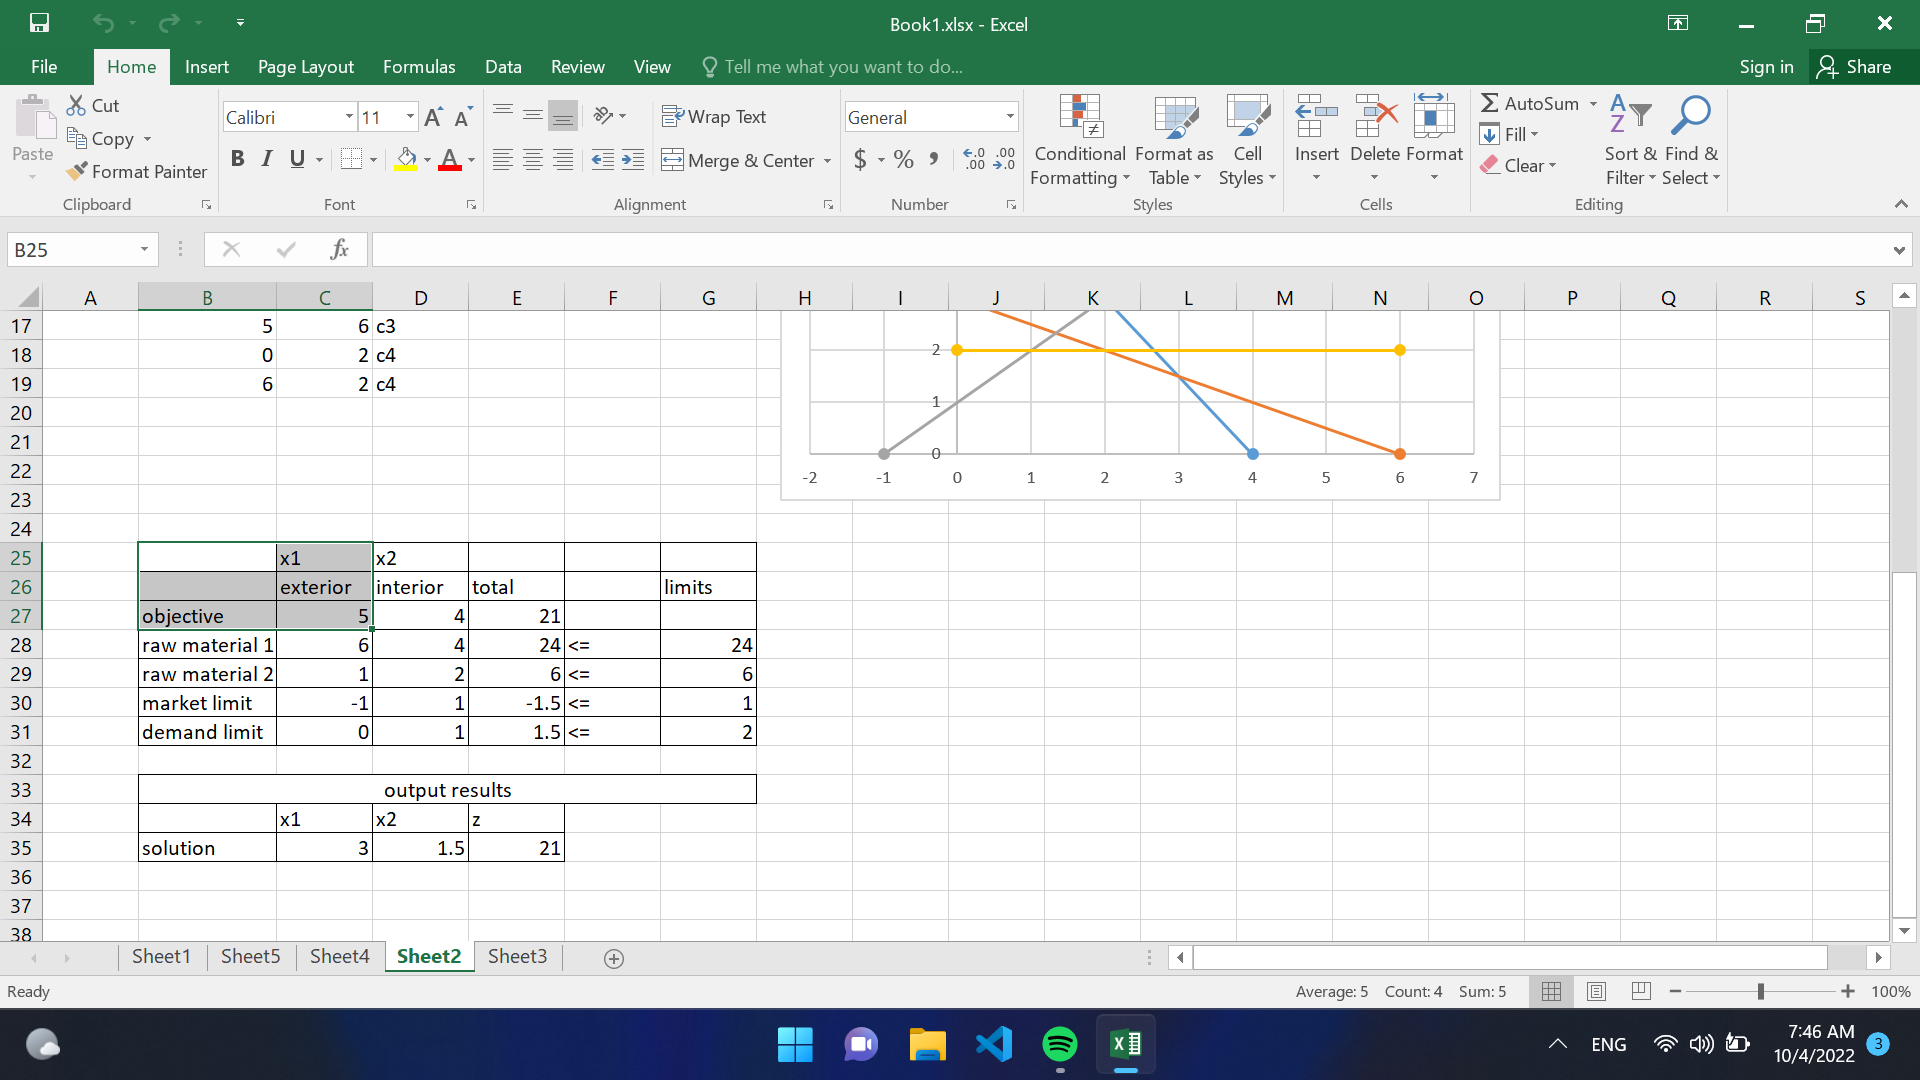 Book1.xlsx - Excel
File Home Insert Page Layout Formulas Data Review View Tell me what you want to do... Sign in Share
Paste Cut Copy Format Painter Clipboard
Calibri 11 A A B I U A Font
Wrap Text Merge & Center Alignment
General $ % , ←.0 .00 .00 →.0 Number
Conditional Formatting Format as Table Cell Styles Styles
Insert Delete Format Cells
AutoSum Fill Clear Sort & Filter Find & Select Editing
B25 fx
A B C D E F G H I J K L M N O P Q R S
17 5 6 c3
18 0 2 c4
19 6 2 c4
20
21
22
23
24
2
1
0
-2 -1 0 1 2 3 4 5 6 7
25 x1 x2
26 exterior interior total limits
27 objective 5 4 21
28 raw material 1 6 4 24 <= 24
29 raw material 2 1 2 6 <= 6
30 market limit -1 1 -1.5 <= 1
31 demand limit 0 1 1.5 <= 2
32
33 output results
34 x1 x2 z
35 solution 3 1.5 21
36
37
38
Sheet1 Sheet5 Sheet4 Sheet2 Sheet3
Ready Average: 5 Count: 4 Sum: 5 100%
ENG 7:46 AM 3
10/4/2022